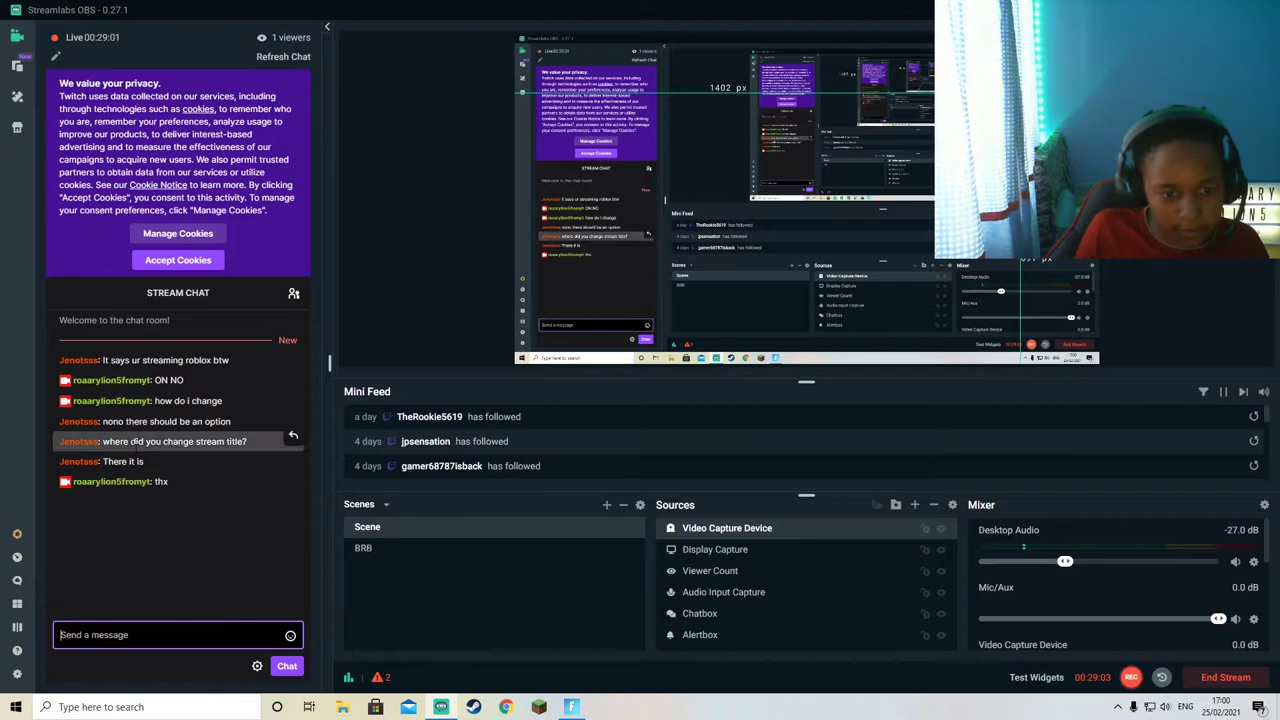 Streamlabs OBS - 0.27.1
Live 00:29:01
1 viewers
New
We value your privacy.
Twitch uses data collected on its services, including
through technologies such as cookies, to remember who
you are, remember your preferences, analyze usage to
improve our products, to deliver interest-based
advertising and to measure the effectiveness of our
campaign to acquire new users. We also permit third
parties to obtain data from our services or utilize
cookies. See our Cookie Notice to learn more. By clicking
"Accept Cookies" you consent to this activity. To manage
your consent preferences, click "Manage Cookies".
Manage Cookies
Accept Cookies
STREAM CHAT
Welcome to the chat room!
New
Jenotsss: It says ur streaming roblox btw
roaarylion5fromyt: ON NO
roaarylion5fromyt: how do i change
Jenotsss: nono there should be an option
Jenotsss: where did you change stream title?
Jenotsss: There it is
roaarylion5fromyt: thx
Send a message
Chat
402 px
Mini Feed
a day TheRookie5619 has followed
4 days jpsensation has followed
4 days gamer68787isback has followed
Scenes
Scene
BRB
Sources
Video Capture Device
Display Capture
Viewer Count
Audio Input Capture
Chatbox
Alertbox
Mixer
Desktop Audio -27.0 dB
Mic/Aux 0.0 dB
Video Capture Device 0.0 dB
2
Test Widgets 00:29:03 REC End Stream
Type here to search
ENG 17:00
25/02/2021